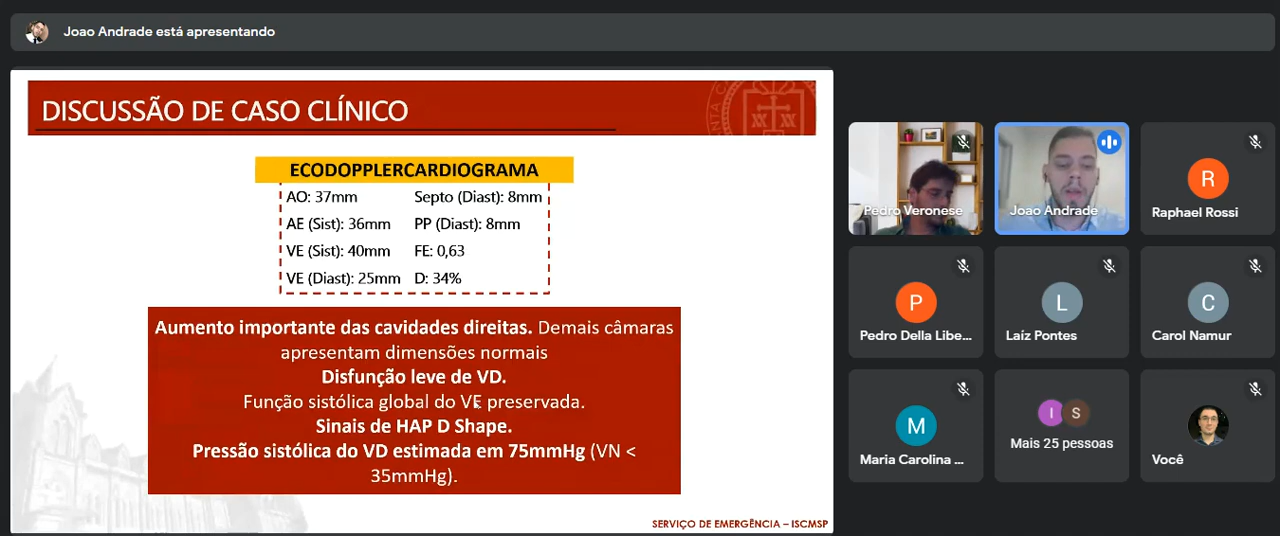 Joao Andrade está apresentando
DISCUSSÃO DE CASO CLÍNICO
ECODOPPLERCARDIOGRAMA
AO: 37mm Septo (Diast): 8mm
AE (Sist): 36mm PP (Diast): 8mm
VE (Sist): 40mm FE: 0,63
VE (Diast): 25mm D: 34%
Aumento importante das cavidades direitas. Demais câmaras
apresentam dimensões normais
Disfunção leve de VD.
Função sistólica global do VE preservada.
Sinais de HAP D Shape.
Pressão sistólica do VD estimada em 75mmHg (VN <
35mmHg).
SERVIÇO DE EMERGÊNCIA – ISCMSP
Pedro Veronese
Joao Andrade
R
Raphael Rossi
P
Pedro Della Libe...
L
Laíz Pontes
C
Carol Namur
M
Maria Carolina ...
I S
Mais 25 pessoas
Você